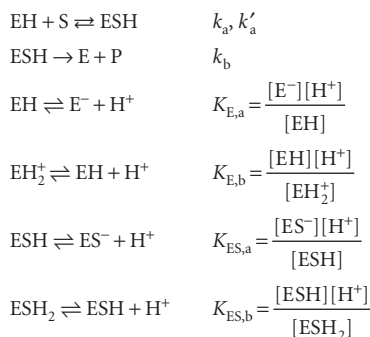 EH + S ⇌ ESH kₐ, kₐ′
ESH → E + P k_b
EH ⇌ E⁻ + H⁺ K_E,a = [E⁻][H⁺] / [EH]
EH₂⁺ ⇌ EH + H⁺ K_E,b = [EH][H⁺] / [EH₂⁺]
ESH ⇌ ES⁻ + H⁺ K_ES,a = [ES⁻][H⁺] / [ESH]
ESH₂ ⇌ ESH + H⁺ K_ES,b = [ESH][H⁺] / [ESH₂]